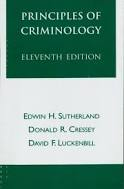 PRINCIPLES OF
CRIMINOLOGY
ELEVENTH EDITION
EDWIN H. SUTHERLAND
DONALD R. CRESSEY
DAVID F. LUCKENBILL